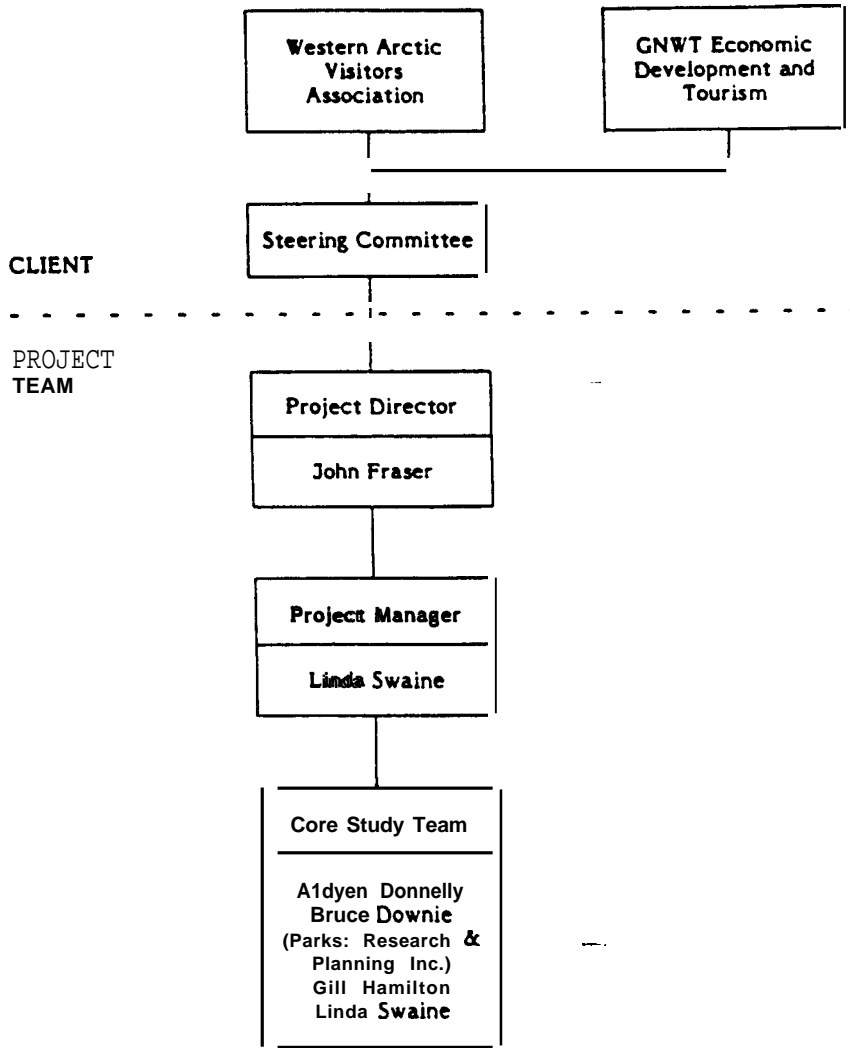 Western Arctic
Visitors
Association
GNWT Economic
Development and
Tourism
Steering Committee
CLIENT
PROJECT
TEAM
Project Director
John Fraser
Project Manager
Linda Swaine
Core Study Team
A1dyen Donnelly
Bruce Downie
(Parks: Research &
Planning Inc.)
Gill Hamilton
Linda Swaine